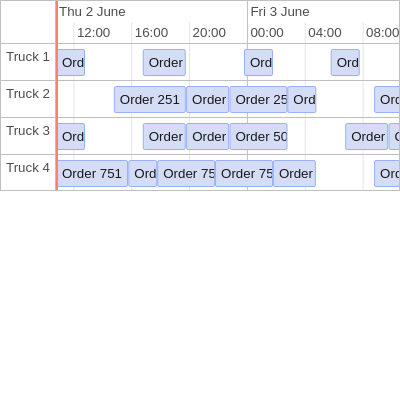 Thu 2 June Fri 3 June
12:00 16:00 20:00 00:00 04:00 08:00
Truck 1 Ord Order Ord Ord
Truck 2 Order 251 Order Order 25 Ord Ord
Truck 3 Ord Order Order Order 50 Order
Truck 4 Order 751 Ord Order 75 Order 75 Order Ord